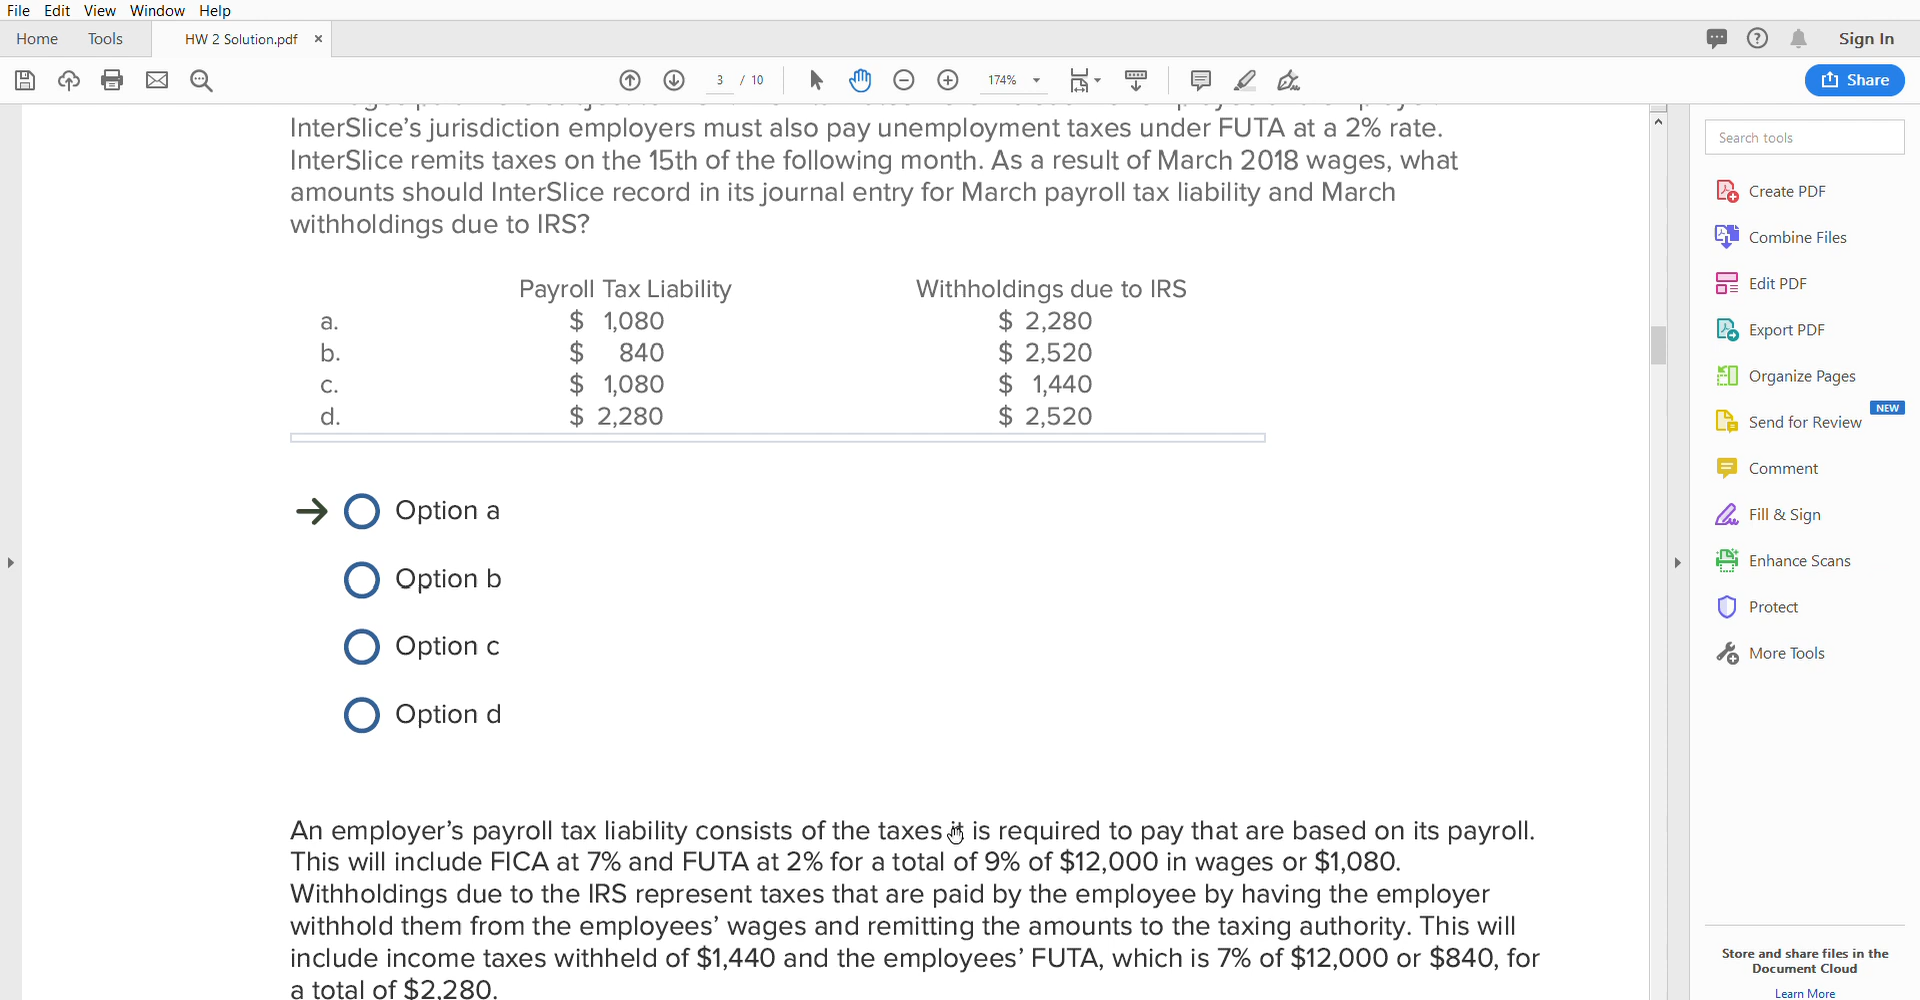 File Edit View Window Help
Home Tools HW 2 Solution.pdf × Sign In
3 / 10 174% Share
InterSlice’s jurisdiction employers must also pay unemployment taxes under FUTA at a 2% rate.
InterSlice remits taxes on the 15th of the following month. As a result of March 2018 wages, what
amounts should InterSlice record in its journal entry for March payroll tax liability and March
withholdings due to IRS?
Payroll Tax Liability Withholdings due to IRS
a. $ 1,080 $ 2,280
b. $ 840 $ 2,520
c. $ 1,080 $ 1,440
d. $ 2,280 $ 2,520
Option a
Option b
Option c
Option d
An employer’s payroll tax liability consists of the taxes it is required to pay that are based on its payroll.
This will include FICA at 7% and FUTA at 2% for a total of 9% of $12,000 in wages or $1,080.
Withholdings due to the IRS represent taxes that are paid by the employee by having the employer
withhold them from the employees’ wages and remitting the amounts to the taxing authority. This will
include income taxes withheld of $1,440 and the employees’ FUTA, which is 7% of $12,000 or $840, for
a total of $2,280.
Search tools
Create PDF
Combine Files
Edit PDF
Export PDF
Organize Pages
NEW
Send for Review
Comment
Fill & Sign
Enhance Scans
Protect
More Tools
Store and share files in the
Document Cloud
Learn More